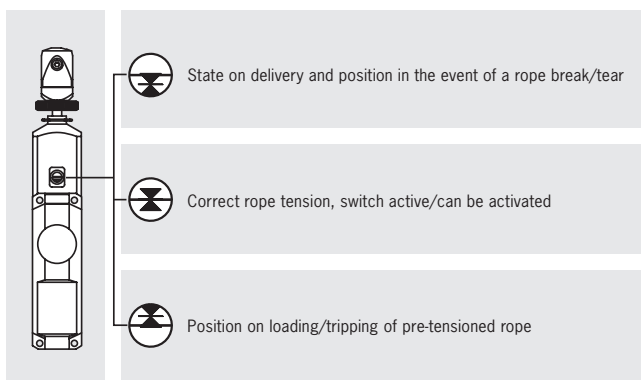 State on delivery and position in the event of a rope break/tear
Correct rope tension, switch active/can be activated
Position on loading/tripping of pre-tensioned rope